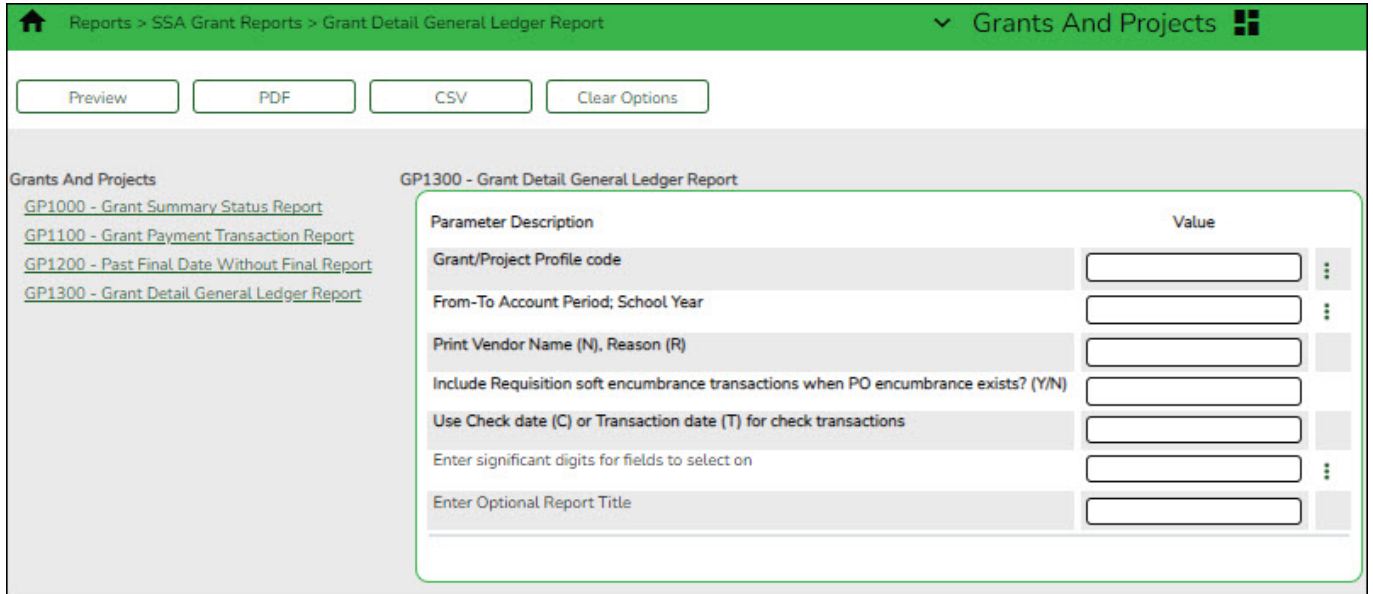 Reports > SSA Grant Reports > Grant Detail General Ledger Report
Grants And Projects
Preview
PDF
CSV
Clear Options
Grants And Projects
GP1000 - Grant Summary Status Report
GP1100 - Grant Payment Transaction Report
GP1200 - Past Final Date Without Final Report
GP1300 - Grant Detail General Ledger Report
GP1300 - Grant Detail General Ledger Report
Parameter Description Value
Grant/Project Profile code
From-To Account Period; School Year
Print Vendor Name (N), Reason (R)
Include Requisition soft encumbrance transactions when PO encumbrance exists? (Y/N)
Use Check date (C) or Transaction date (T) for check transactions
Enter significant digits for fields to select on
Enter Optional Report Title